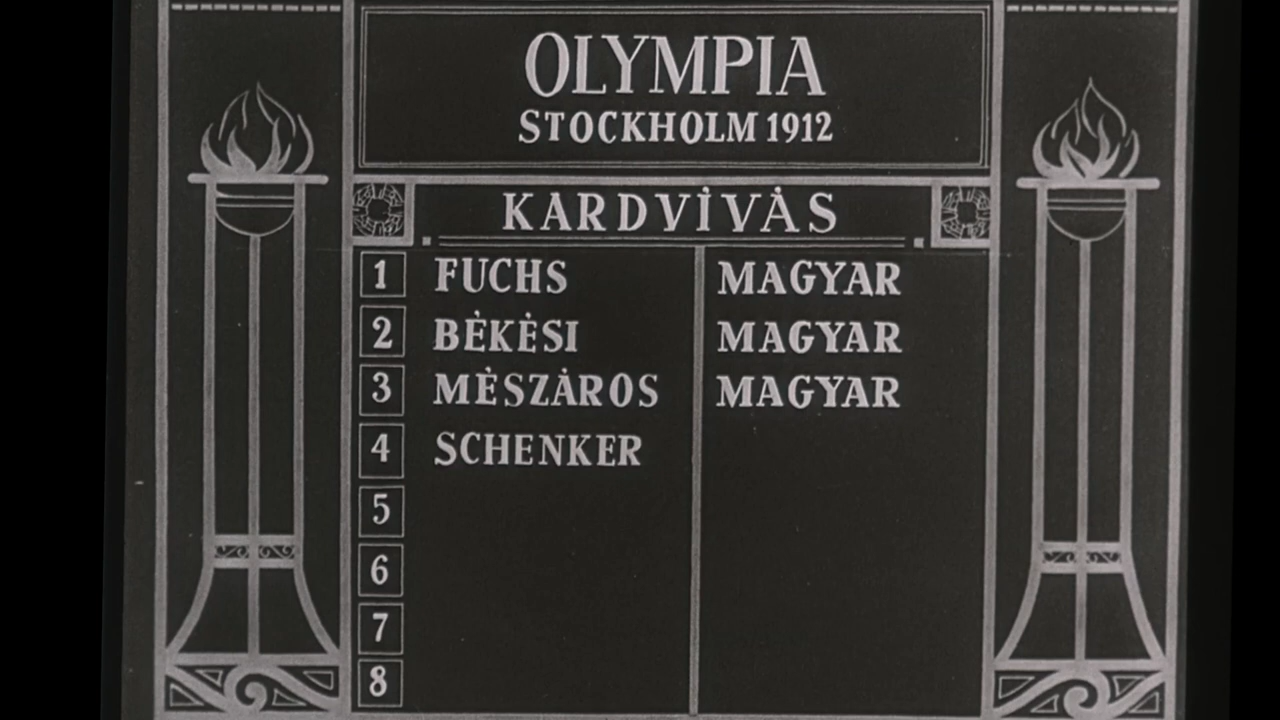 OLYMPIA
STOCKHOLM 1912
KARDVÍVÁS
1 FUCHS MAGYAR
2 BÉKÉSI MAGYAR
3 MÉSZÁROS MAGYAR
4 SCHENKER
5
6
7
8